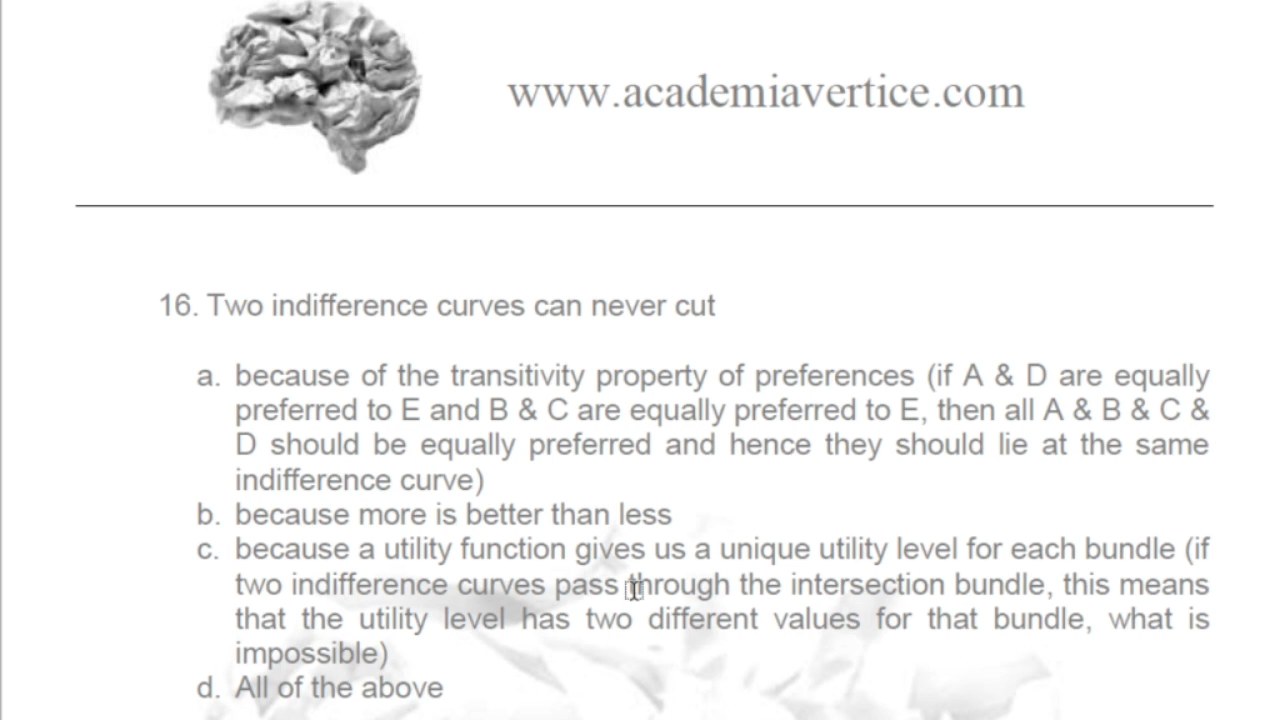 www.academiavertice.com
16. Two indifference curves can never cut
a. because of the transitivity property of preferences (if A & D are equally
preferred to E and B & C are equally preferred to E, then all A & B & C &
D should be equally preferred and hence they should lie at the same
indifference curve)
b. because more is better than less
c. because a utility function gives us a unique utility level for each bundle (if
two indifference curves pass through the intersection bundle, this means
that the utility level has two different values for that bundle, what is
impossible)
d. All of the above